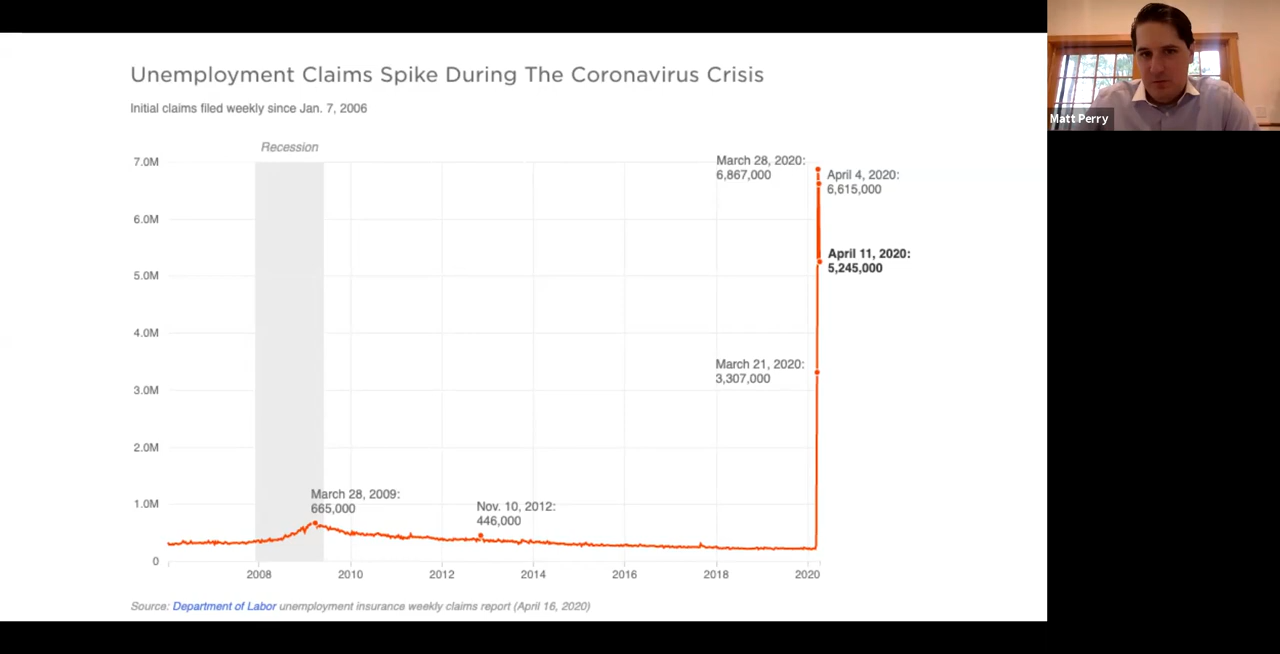 Unemployment Claims Spike During The Coronavirus Crisis
Initial claims filed weekly since Jan. 7, 2006
Recession
7.0M
6.0M
5.0M
4.0M
3.0M
2.0M
1.0M
0
March 28, 2009:
665,000
Nov. 10, 2012:
446,000
March 28, 2020:
6,867,000
April 4, 2020:
6,615,000
April 11, 2020:
5,245,000
March 21, 2020:
3,307,000
2008
2010
2012
2014
2016
2018
2020
Source: Department of Labor unemployment insurance weekly claims report (April 16, 2020)
Matt Perry